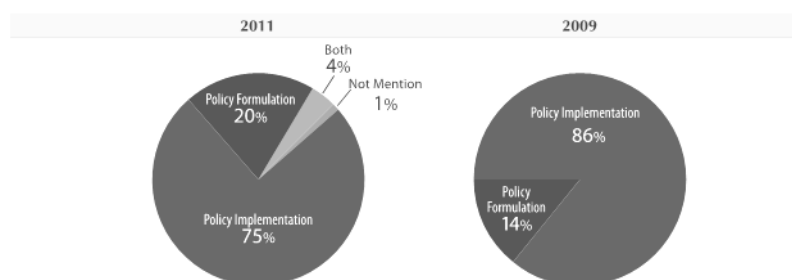 2011
2009
Both
4%
Not Mention
1%
Policy Formulation
20%
Policy Implementation
75%
Policy Implementation
86%
Policy
Formulation
14%